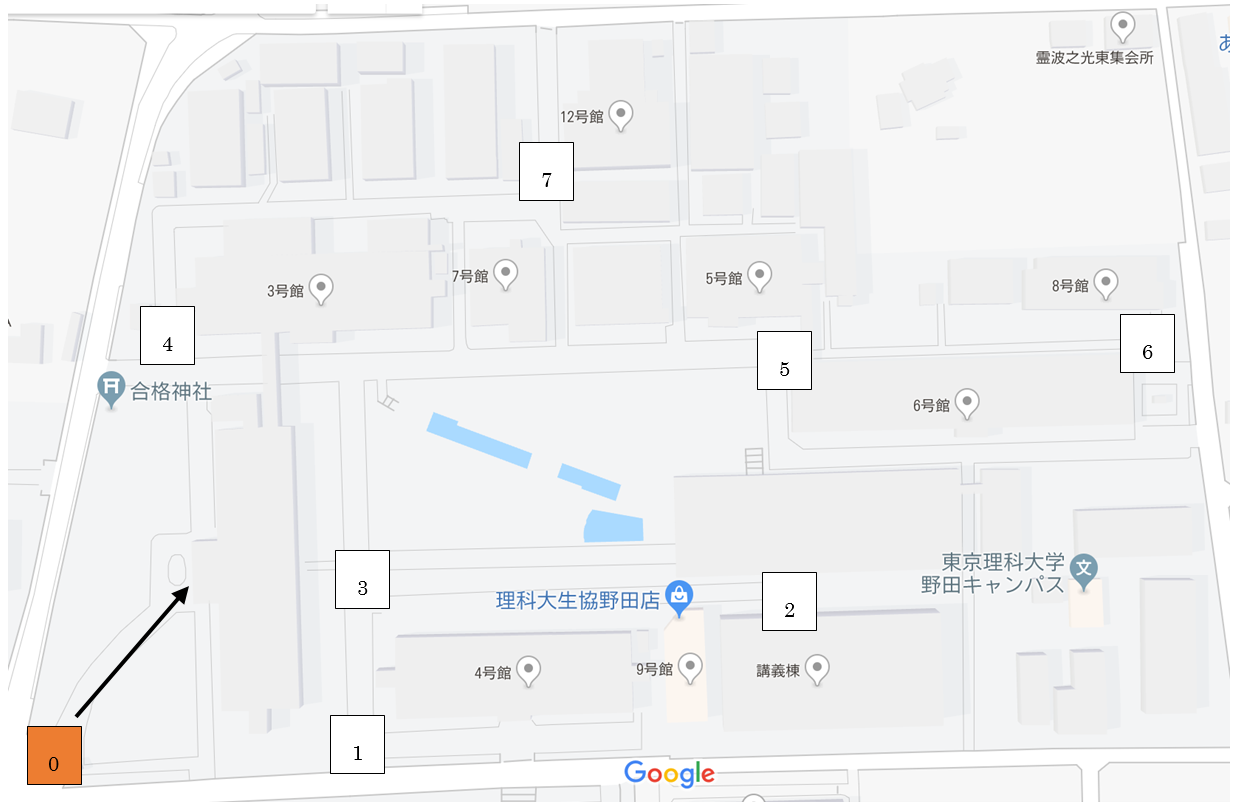 霊波之光東集会所
あ
12号館
7
7号館
5号館
3号館
8号館
4
5
6
合格神社
6号館
3
東京理科大学
野田キャンパス
理科大生協野田店
2
4号館
9号館
講義棟
1
0
Google